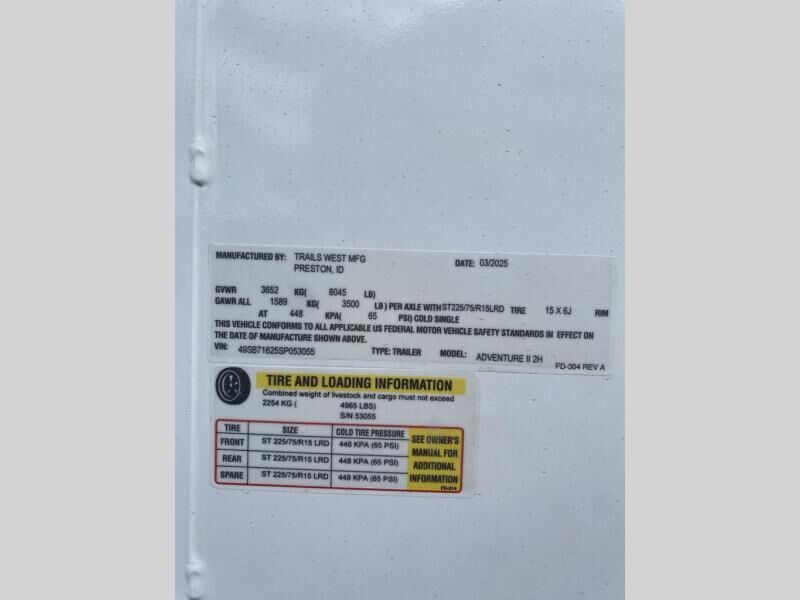 MANUFACTURED BY: TRAILS WEST MFG DATE: 03/2025
PRESTON, ID
GVWR 3652 KG( 8045 LB)
GAWR ALL 1589 KG( 3500 LB ) PER AXLE WITH ST225/75/R15LRD TIRE 15 X 6J RIM
AT 448 KPA( 65 PSI) COLD SINGLE
THIS VEHICLE CONFORMS TO ALL APPLICABLE US FEDERAL MOTOR VEHICLE SAFETY STANDARDS IN EFFECT ON
THE DATE OF MANUFACTURE SHOWN ABOVE.
VIN: 49SB71625SP053055 TYPE: TRAILER MODEL: ADVENTURE II 2H
FD-304 REV A
TIRE AND LOADING INFORMATION
Combined weight of livestock and cargo must not exceed
2254 KG ( 4965 LBS)
S/N 53055
TIRE SIZE COLD TIRE PRESSURE
FRONT ST 225/75/R15 LRD 448 KPA (65 PSI)
REAR ST 225/75/R15 LRD 448 KPA (65 PSI)
SPARE ST 225/75/R15 LRD 448 KPA (65 PSI)
SEE OWNER'S
MANUAL FOR
ADDITIONAL
INFORMATION
FD-014